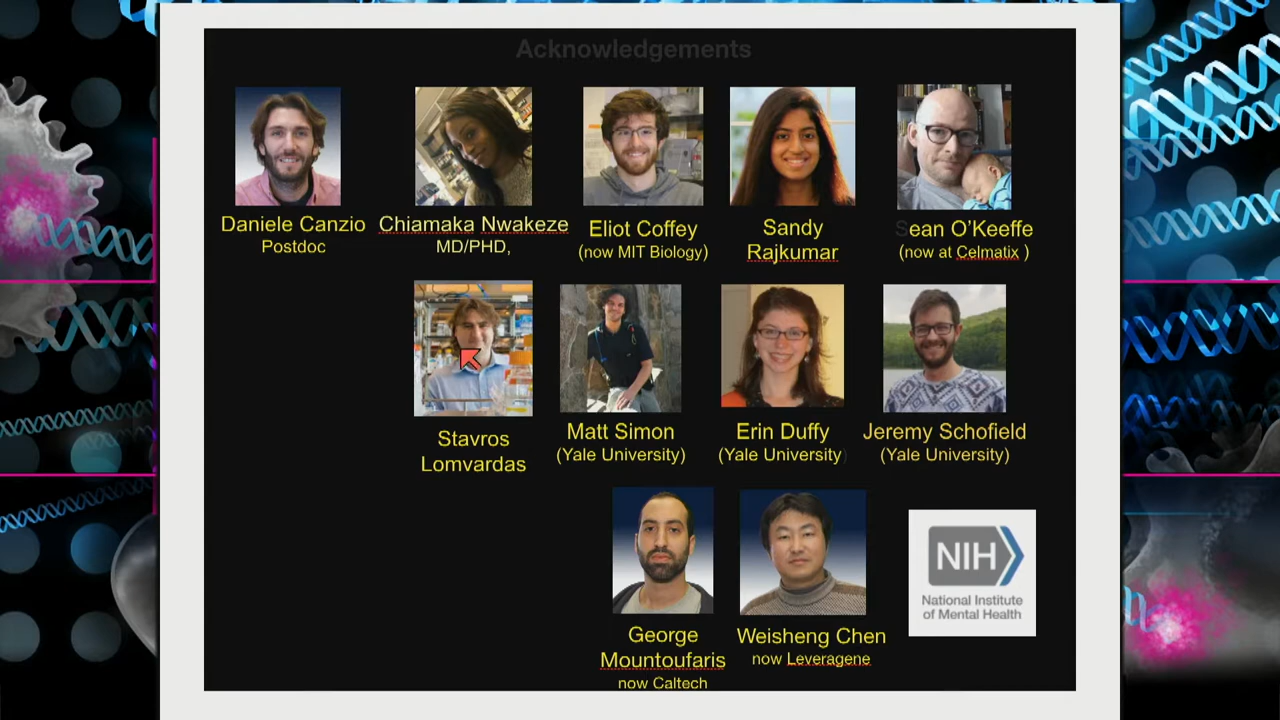 Acknowledgements
Daniele Canzio
Postdoc
Chiamaka Nwakeze
MD/PHD,
Eliot Coffey
(now MIT Biology)
Sandy
Rajkumar
Sean O'Keeffe
(now at Celmatix )
Stavros
Lomvardas
Matt Simon
(Yale University)
Erin Duffy
(Yale University)
Jeremy Schofield
(Yale University)
George
Mountoufaris
now Caltech
Weisheng Chen
now Leveragene
NIH
National Institute
of Mental Health